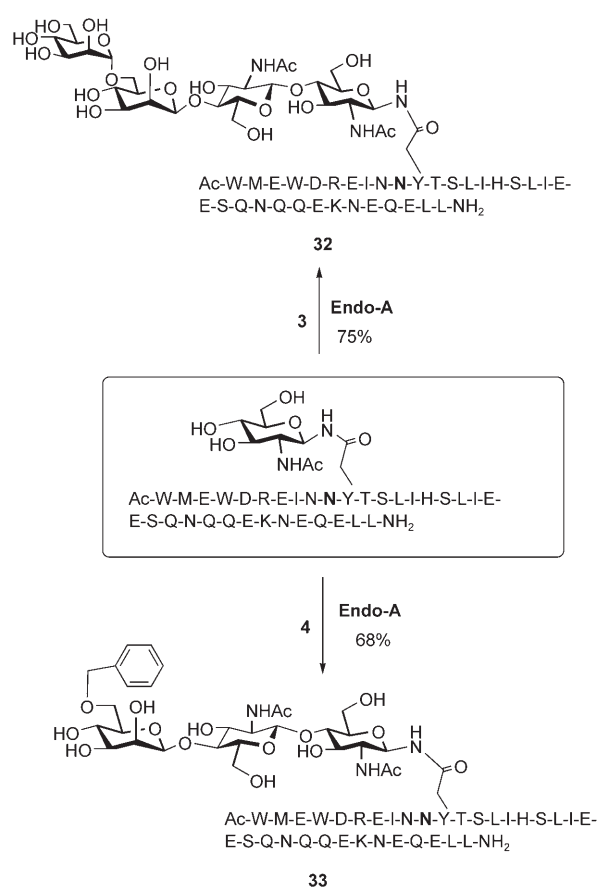 HO OH OH
HO
HO
O
O
OH
NHAc
OH
HO
HO
O
O
HO
O
O
O
HO
H
N
OH
NHAc
O
Ac-W-M-E-W-D-R-E-I-N-N-Y-T-S-L-I-H-S-L-I-E-
E-S-Q-N-Q-Q-E-K-N-E-Q-E-L-L-NH2
32
3 Endo-A
75%
OH
HO
HO
O
H
N
O
NHAc
Ac-W-M-E-W-D-R-E-I-N-N-Y-T-S-L-I-H-S-L-I-E-
E-S-Q-N-Q-Q-E-K-N-E-Q-E-L-L-NH2
4 Endo-A
68%
O
OH
NHAc
OH
HO
HO
O
O
HO
O
O
O
HO
H
N
OH
NHAc
O
Ac-W-M-E-W-D-R-E-I-N-N-Y-T-S-L-I-H-S-L-I-E-
E-S-Q-N-Q-Q-E-K-N-E-Q-E-L-L-NH2
33